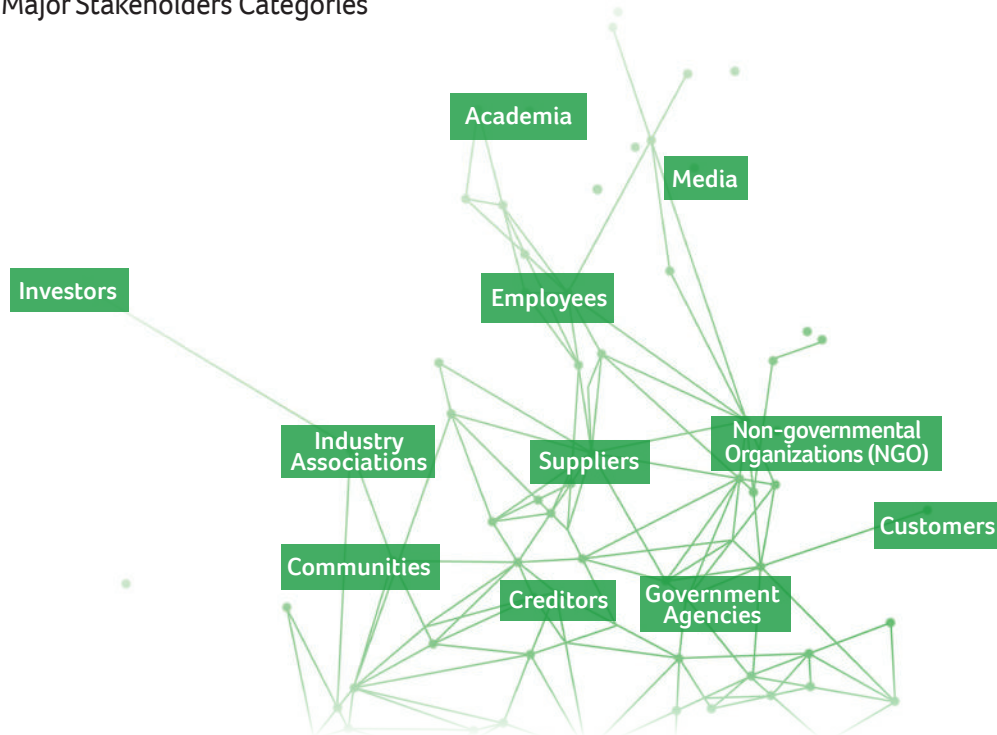 Major Stakeholders Categories
Academia
Media
Investors
Employees
Industry
Associations
Suppliers
Non-governmental
Organizations (NGO)
Customers
Communities
Creditors
Government
Agencies